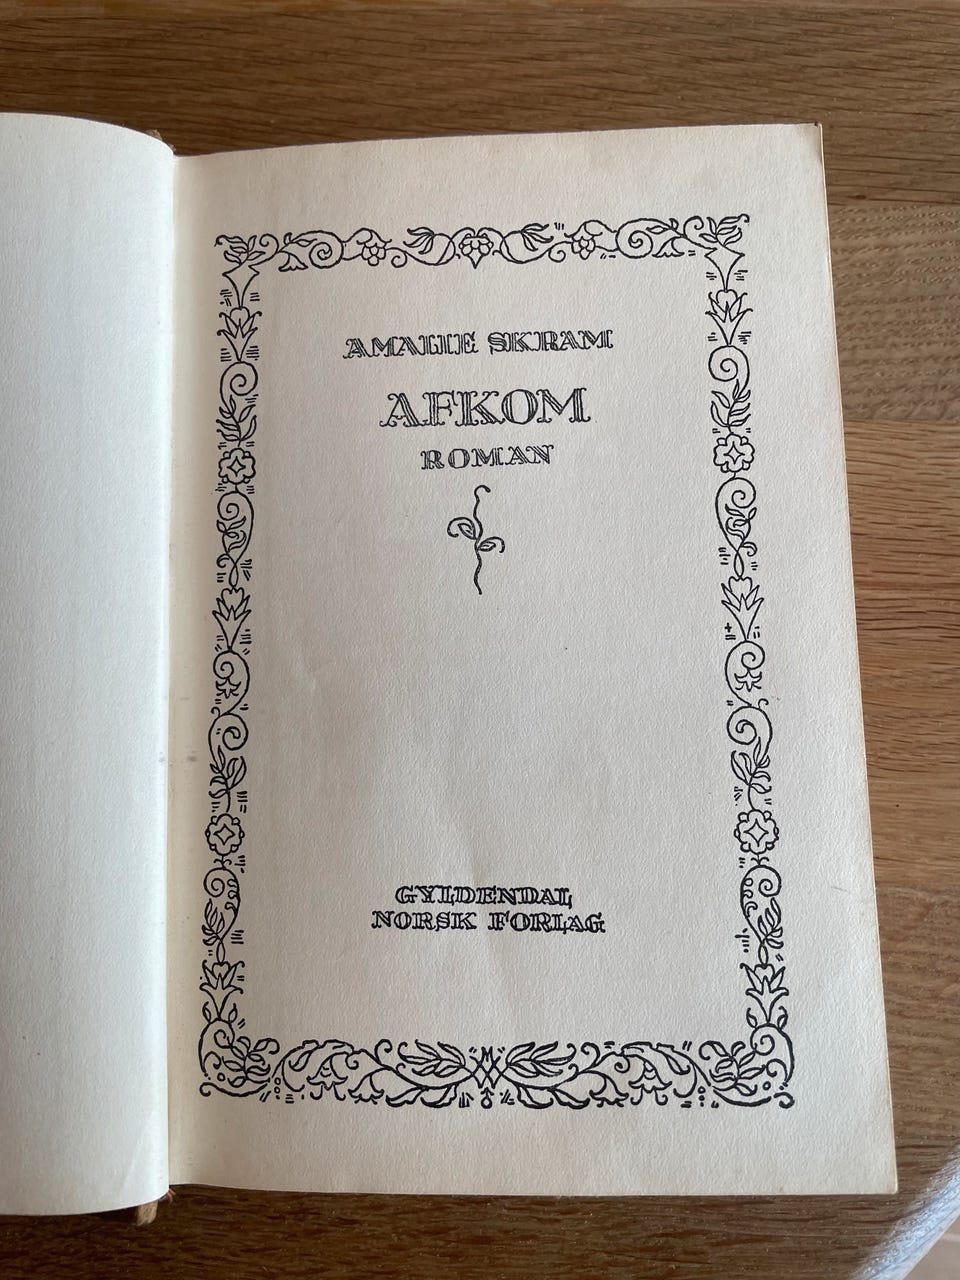 AMALIE SKRAM
AFKOM
ROMAN
GYLDENDAL
NORSK FORLAG